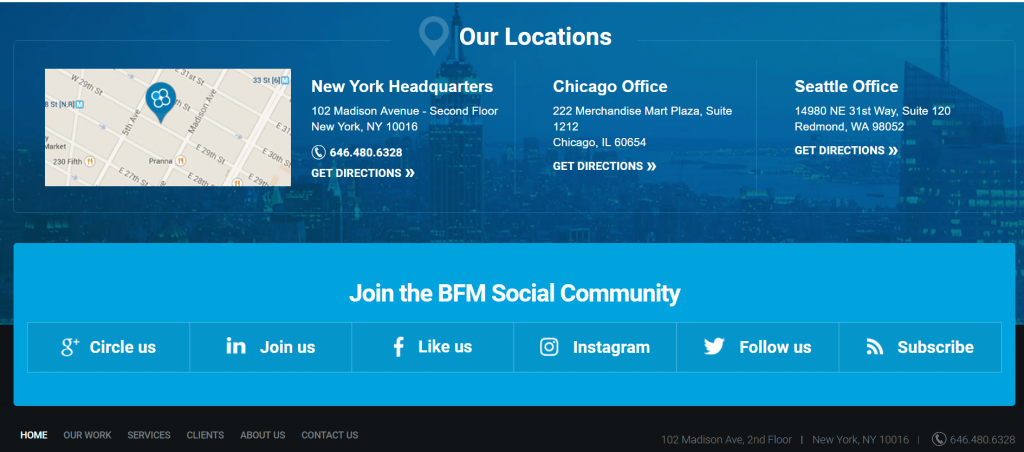 Our Locations
W 29th St
E 31st St
33 St [6] M
8 St [N,R] M
5th Ave
Madison Ave
Market
230 Fifth
Pranna
E 29th St
E 30th St
E 27th St
E 28th St
E 29th St
New York Headquarters
102 Madison Avenue - Second Floor
New York, NY 10016
646.480.6328
GET DIRECTIONS »
Chicago Office
222 Merchandise Mart Plaza, Suite
1212
Chicago, IL 60654
GET DIRECTIONS »
Seattle Office
14980 NE 31st Way, Suite 120
Redmond, WA 98052
GET DIRECTIONS »
Join the BFM Social Community
g+ Circle us
in Join us
f Like us
Instagram
Follow us
Subscribe
HOME OUR WORK SERVICES CLIENTS ABOUT US CONTACT US
102 Madison Ave, 2nd Floor | New York, NY 10016 | 646.480.6328